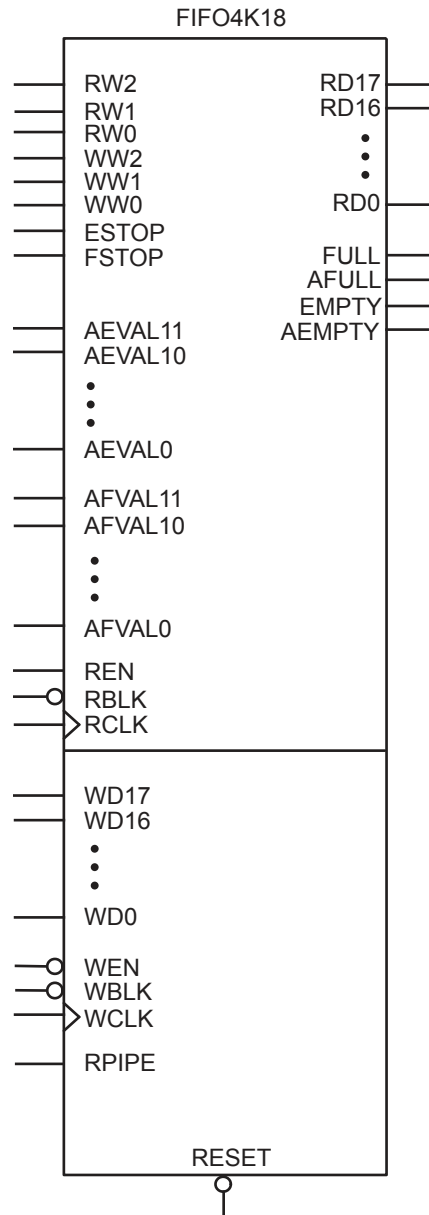 FIFO4K18
RW2
RW1
RW0
WW2
WW1
WW0
ESTOP
FSTOP
AEVAL11
AEVAL10
AEVAL0
AFVAL11
AFVAL10
AFVAL0
REN
RBLK
RCLK
RD17
RD16
RD0
FULL
AFULL
EMPTY
AEMPTY
WD17
WD16
WD0
WEN
WBLK
WCLK
RPIPE
RESET